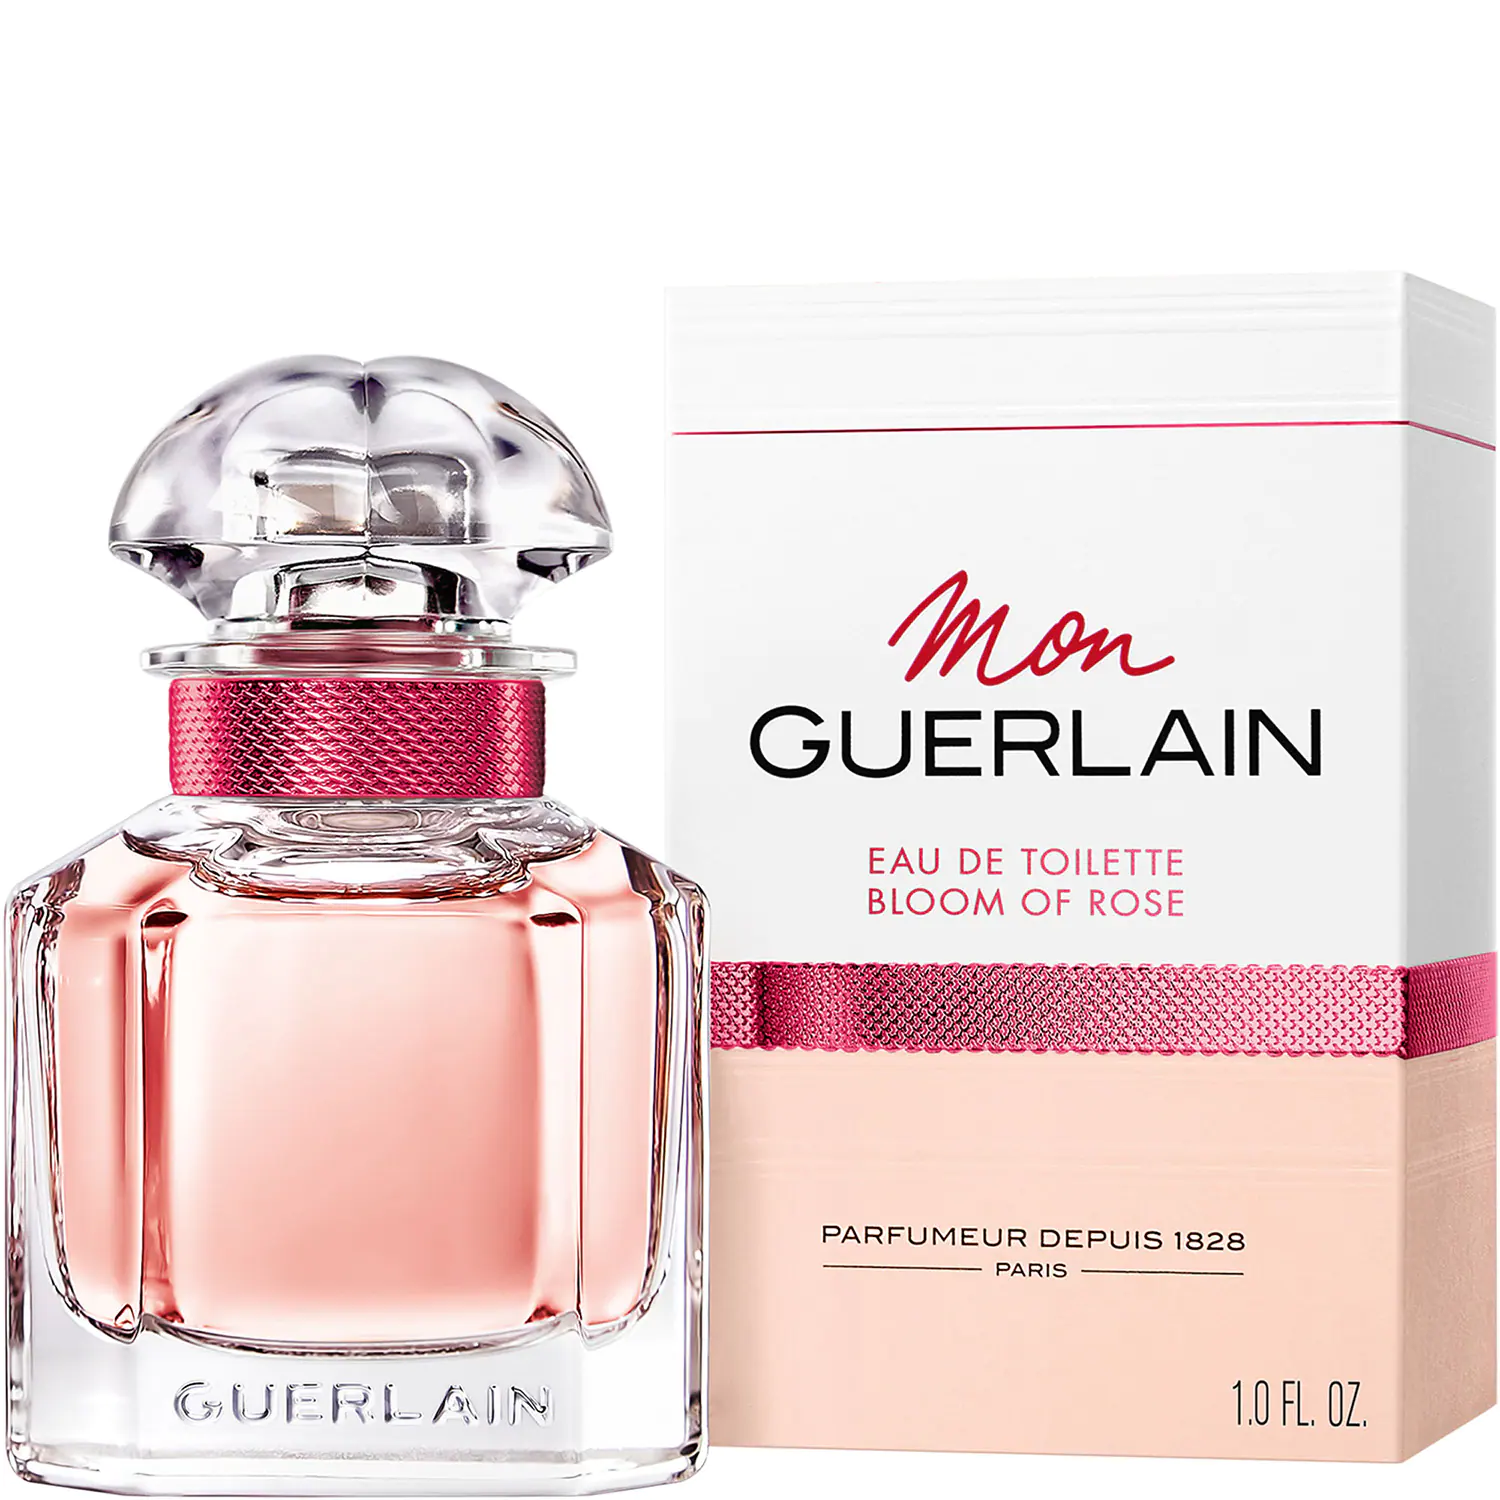 Mon
GUERLAIN
EAU DE TOILETTE
BLOOM OF ROSE
PARFUMEUR DEPUIS 1828
PARIS
1.0 FL. OZ.
GUERLAIN